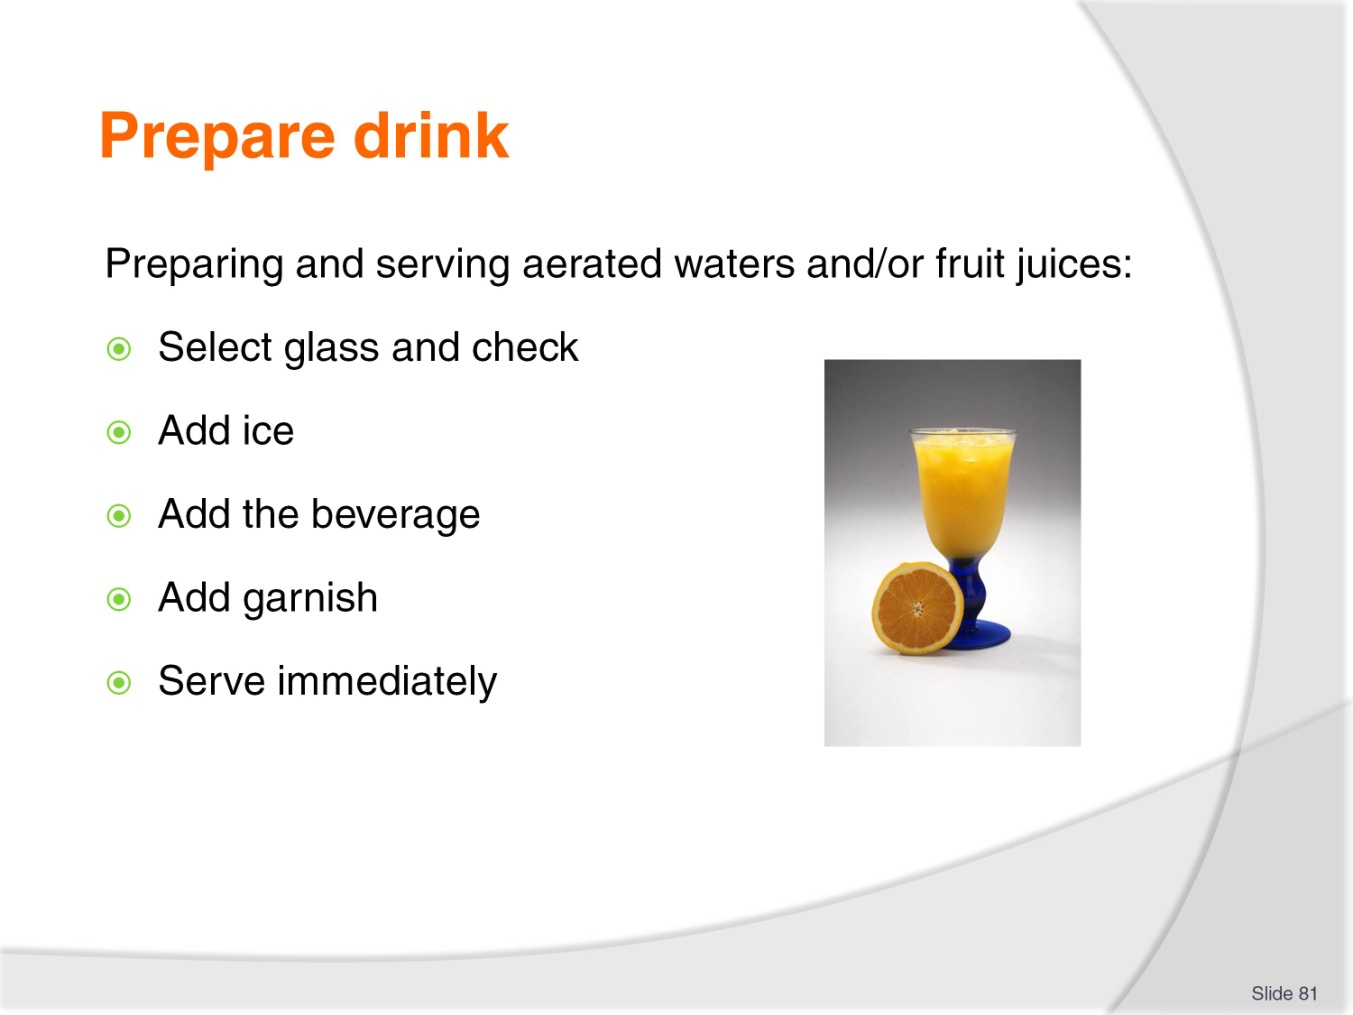 Prepare drink
Preparing and serving aerated waters and/or fruit juices:
Select glass and check
Add ice
Add the beverage
Add garnish
Serve immediately
Slide 81